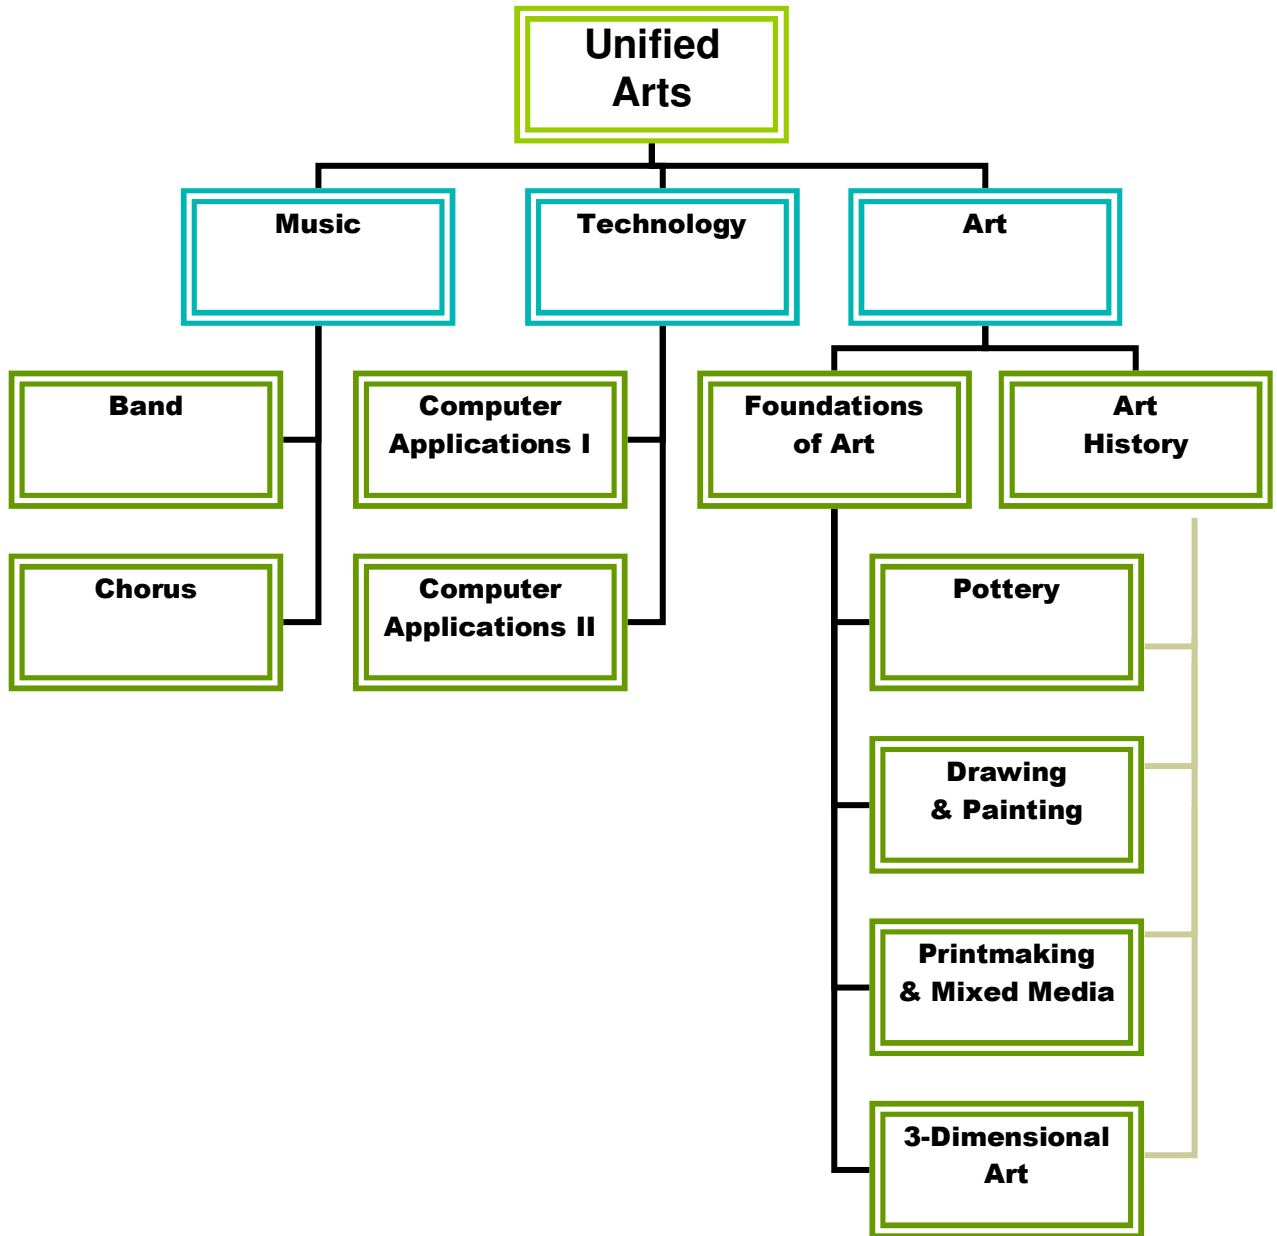 Unified
Arts
Music
Technology
Art
Band
Computer
Applications I
Foundations
of Art
Art
History
Chorus
Computer
Applications II
Pottery
Drawing
& Painting
Printmaking
& Mixed Media
3-Dimensional
Art